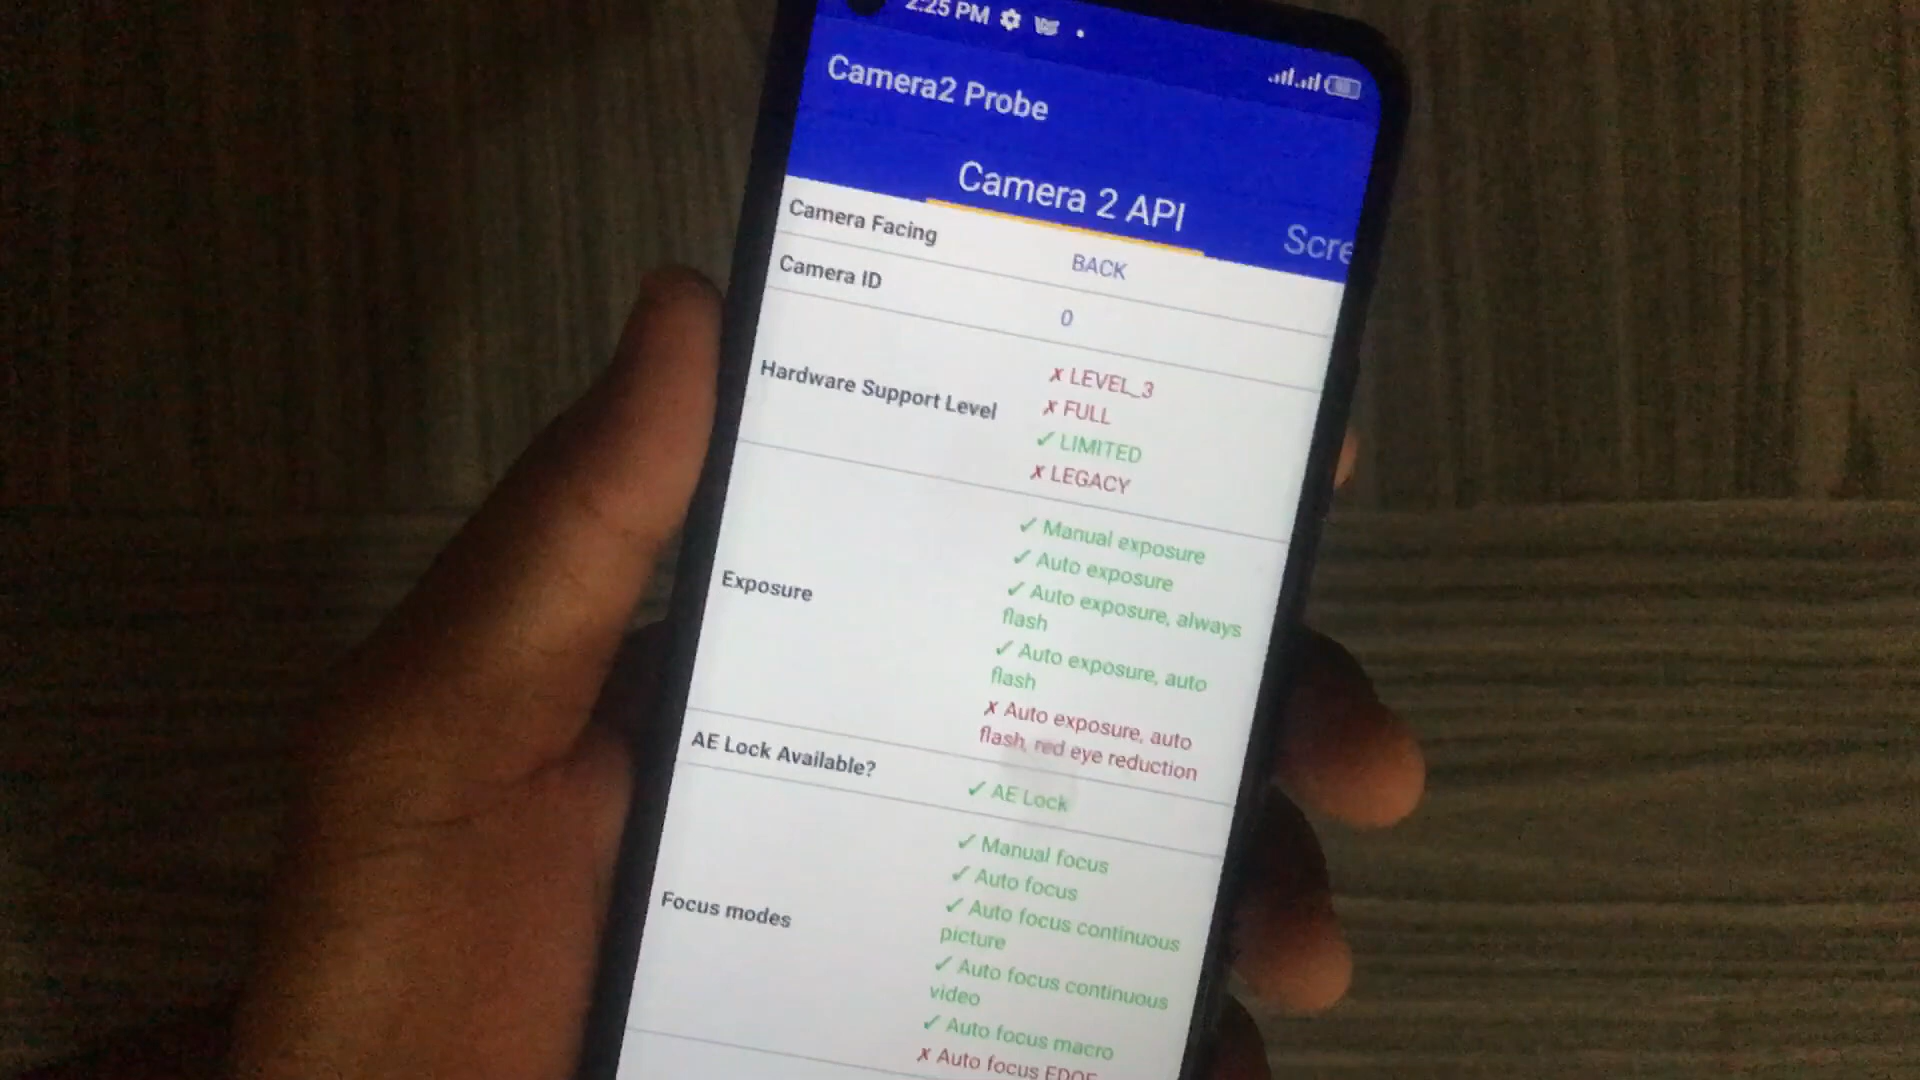 2:25 PM
Camera2 Probe
Camera 2 API
Scre
Camera Facing
BACK
Camera ID
0
Hardware Support Level
✗ LEVEL_3
✗ FULL
✓ LIMITED
✗ LEGACY
Exposure
✓ Manual exposure
✓ Auto exposure
✓ Auto exposure, always
flash
✓ Auto exposure, auto
flash
✗ Auto exposure, auto
flash, red eye reduction
AE Lock Available?
✓ AE Lock
Focus modes
✓ Manual focus
✓ Auto focus
✓ Auto focus continuous
picture
✓ Auto focus continuous
video
✓ Auto focus macro
✗ Auto focus EDOF